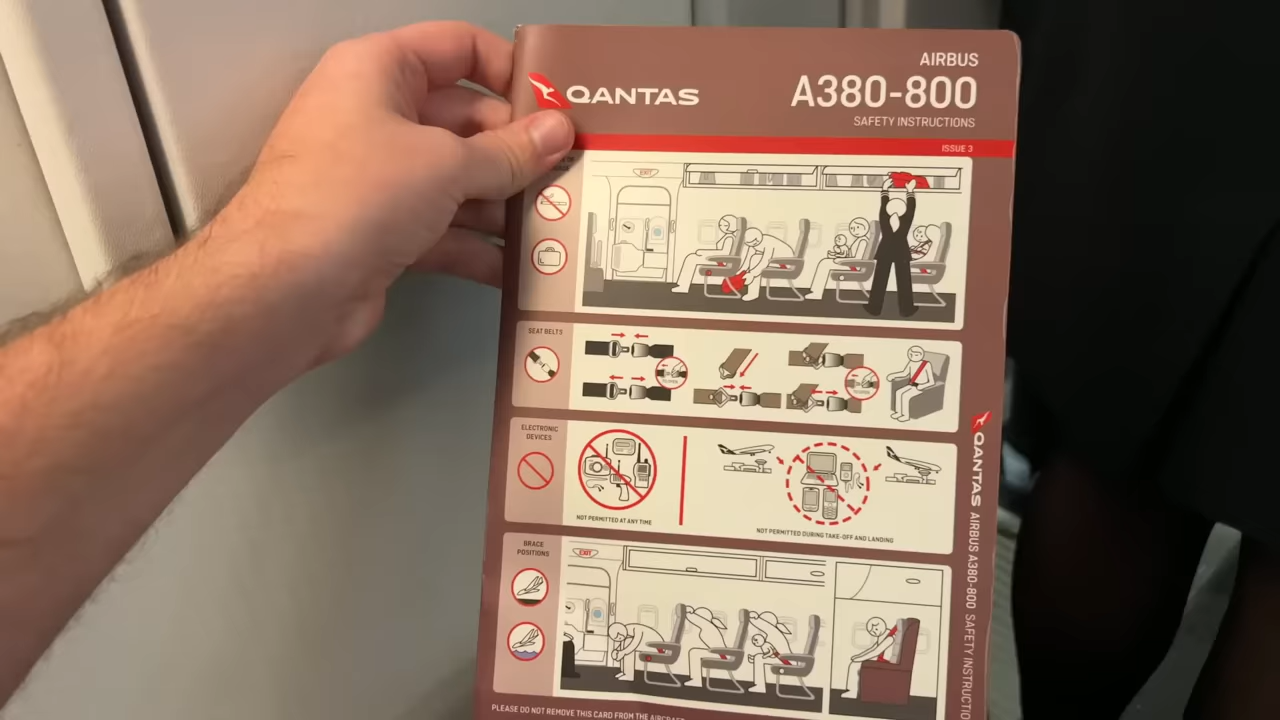 QANTAS
AIRBUS
A380-800
SAFETY INSTRUCTIONS
ISSUE 3
EXIT
SEAT BELTS
ELECTRONIC
DEVICES
NOT PERMITTED AT ANY TIME
NOT PERMITTED DURING TAKE-OFF AND LANDING
BRACE
POSITIONS
EXIT
PLEASE DO NOT REMOVE THIS CARD FROM THE AIRCRAFT
QANTAS AIRBUS A380-800 SAFETY INSTRUCTIO